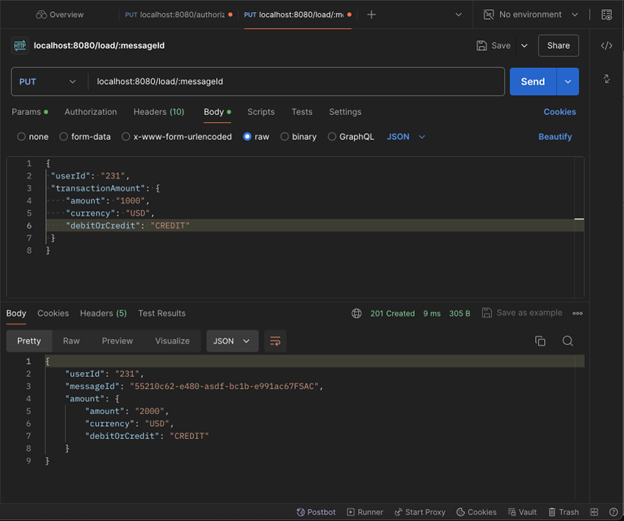 Overview PUT localhost:8080/authoriz PUT localhost:8080/load/:me No environment
HTTP localhost:8080/load/:messageId Save Share
PUT localhost:8080/load/:messageId Send
Params Authorization Headers (10) Body Scripts Tests Settings Cookies
none form-data x-www-form-urlencoded raw binary GraphQL JSON Beautify
1 {
2 "userId": "231",
3 "transactionAmount": {
4 "amount": "1000",
5 "currency": "USD",
6 "debitOrCredit": "CREDIT"
7 }
8 }
Body Cookies Headers (5) Test Results 201 Created 9 ms 305 B Save as example
Pretty Raw Preview Visualize JSON
1 {
2 "userId": "231",
3 "messageId": "55210c62-e480-asdf-bc1b-e991ac67FSAC",
4 "amount": {
5 "amount": "2000",
6 "currency": "USD",
7 "debitOrCredit": "CREDIT"
8 }
9 }
Postbot Runner Start Proxy Cookies Vault Trash